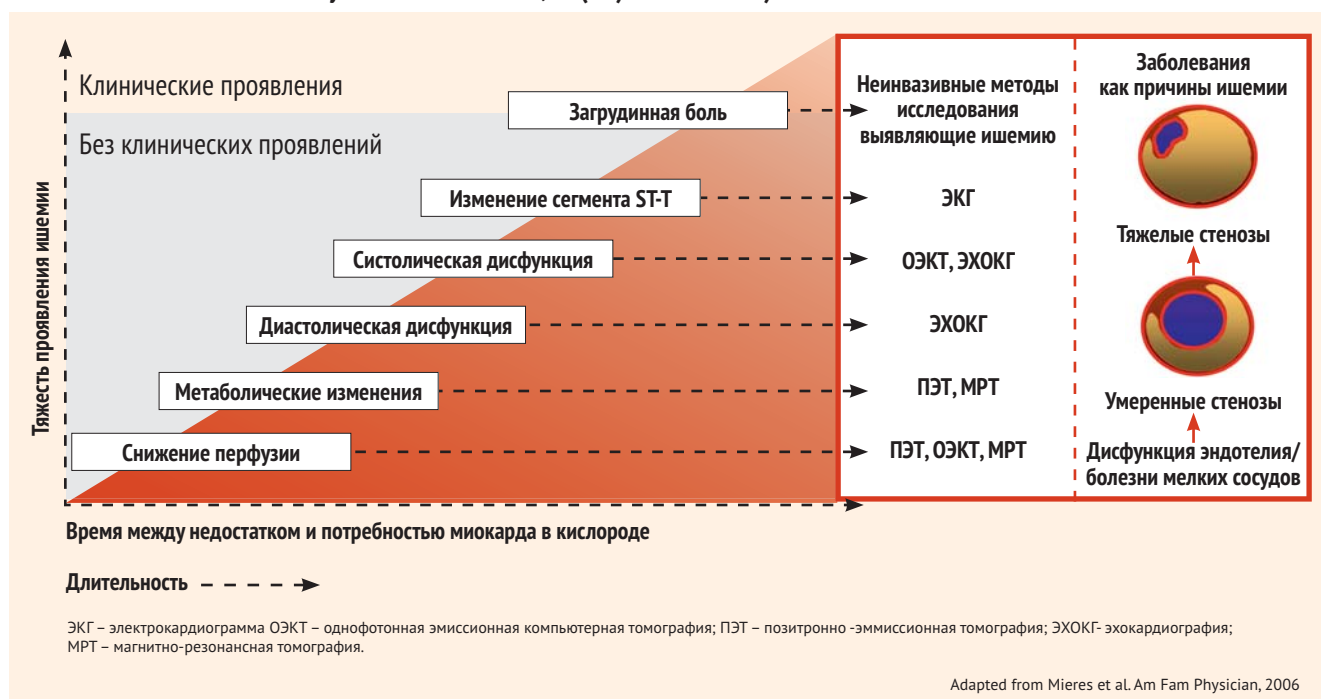 Клинические проявления
Без клинических проявлений
Загрудинная боль
Изменение сегмента ST-T
Систолическая дисфункция
Диастолическая дисфункция
Метаболические изменения
Снижение перфузии
Тяжесть проявления ишемии
Неинвазивные методы
исследования
выявляющие ишемию
ЭКГ
ОЭКТ, ЭХОКГ
ЭХОКГ
ПЭТ, МРТ
ПЭТ, ОЭКТ, МРТ
Заболевания
как причины ишемии
Тяжелые стенозы
Умеренные стенозы
Дисфункция эндотелия/
болезни мелких сосудов
Время между недостатком и потребностью миокарда в кислороде
Длительность
ЭКГ – электрокардиограмма ОЭКТ – однофотонная эмиссионная компьютерная томография; ПЭТ – позитронно -эммиссионная томография; ЭХОКГ- эхокардиография;
МРТ – магнитно-резонансная томография.
Adapted from Mieres et al. Am Fam Physician, 2006